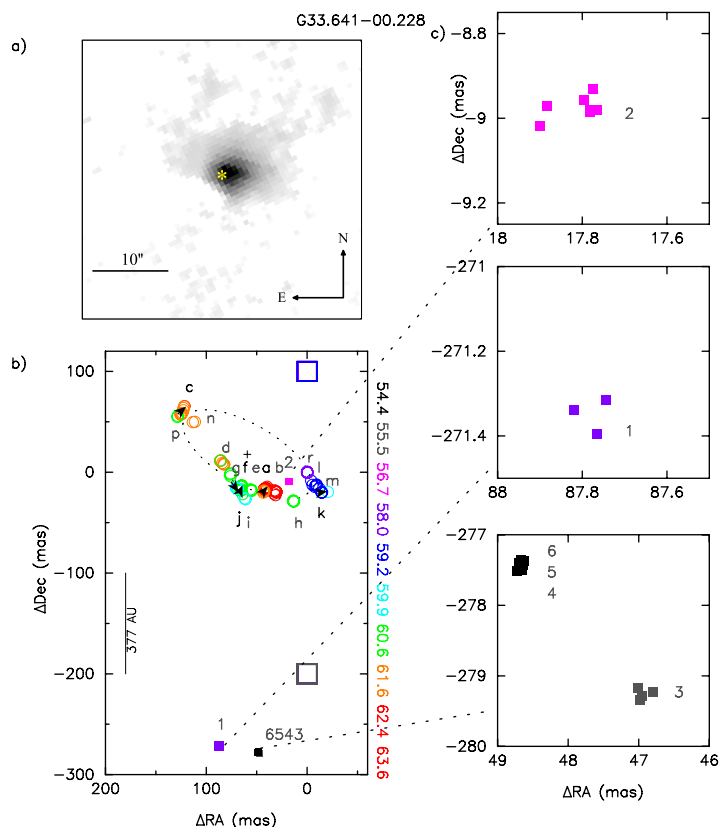 G33.641−00.228
a)
10"
N
E
b)
100
0
−100
−200
−300
200
100
0
ΔRA (mas)
ΔDec (mas)
377 AU
c
n
p
d
g f e a b 2 r
l
m
j i
h
k
1
6543
54.4 55.5 56.7 58.0 59.2 59.9 60.6 61.6 62.4 63.6
c)
−8.8
−9
−9.2
ΔDec (mas)
2
18
17.8
17.6
−271
−271.2
−271.4
1
88
87.8
87.6
−277
−278
−279
−280
6
5
4
3
49
48
47
46
ΔRA (mas)